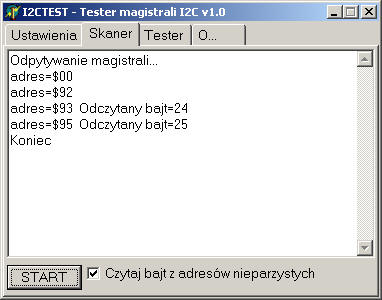 I2CTEST - Tester magistrali I2C v1.0
Ustawienia Skaner Tester O...
Odpytywanie magistrali...
adres=$00
adres=$92
adres=$93 Odczytany bajt=24
adres=$95 Odczytany bajt=25
Koniec
START Czytaj bajt z adresów nieparzystych